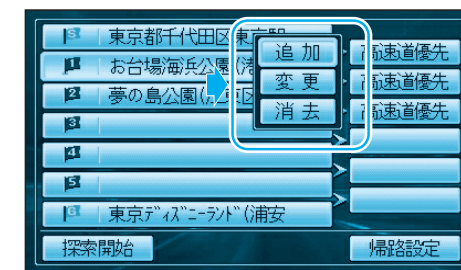 S 東京都千代田区東京駅
1 お台場海浜公園(港
2 夢の島公園(江東区
3
4
5
G 東京ディズニーランド(浦安
追加
変更
消去
高速道優先
高速道優先
高速道優先
探索開始
帰路設定